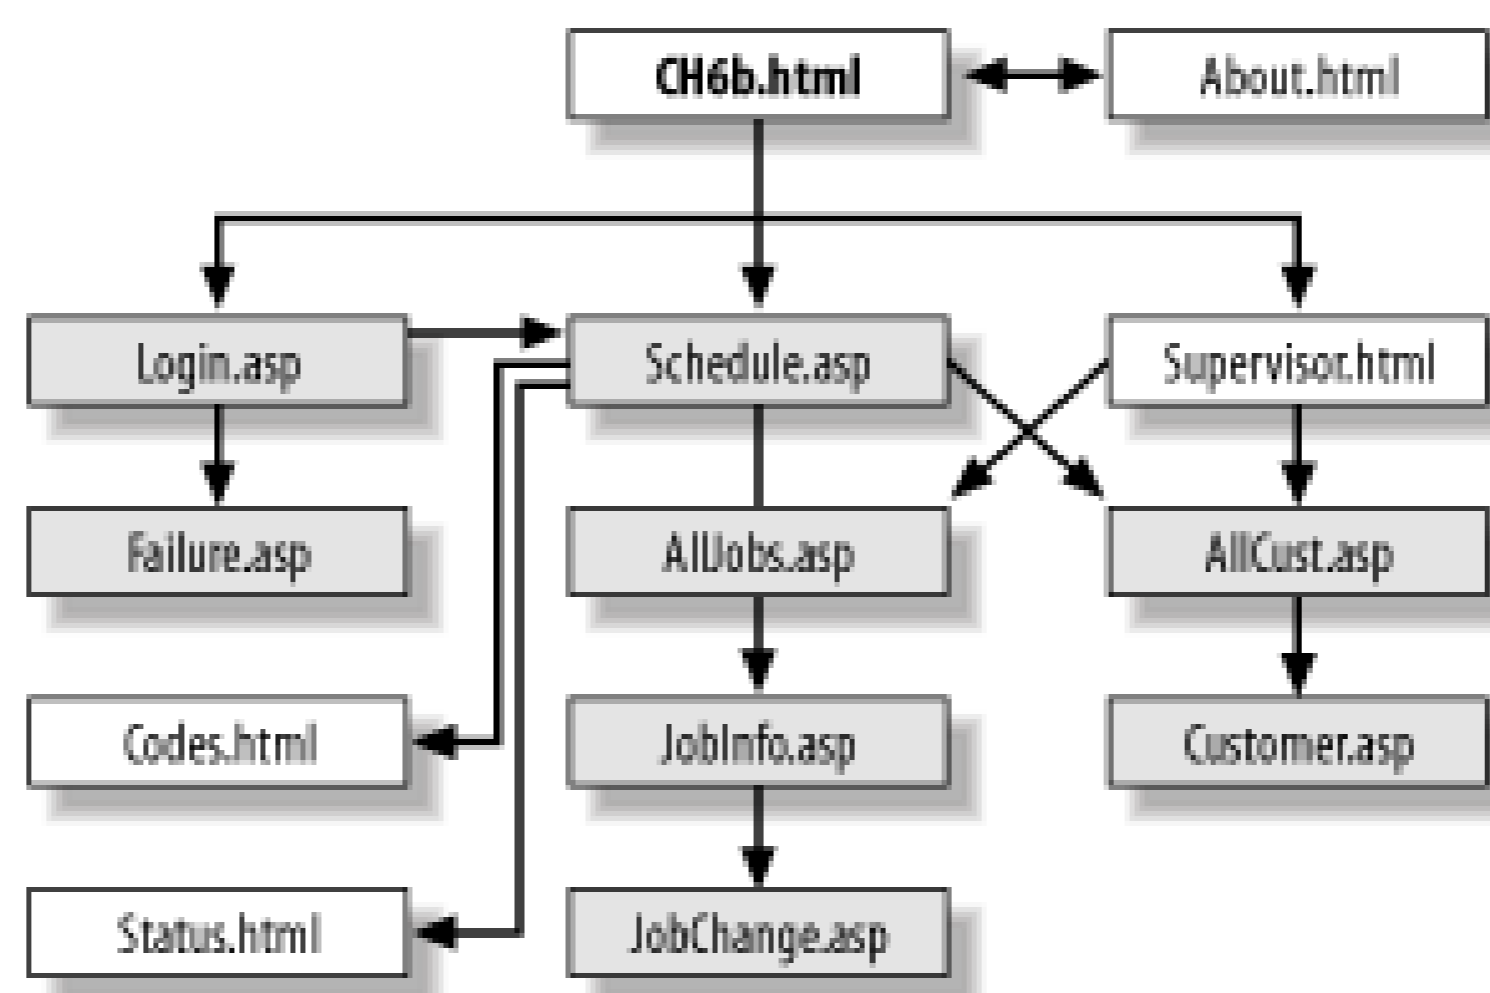 CH6b.html
About.html
Login.asp
Schedule.asp
Supervisor.html
Failure.asp
AllJobs.asp
AllCust.asp
Codes.html
JobInfo.asp
Customer.asp
Status.html
JobChange.asp